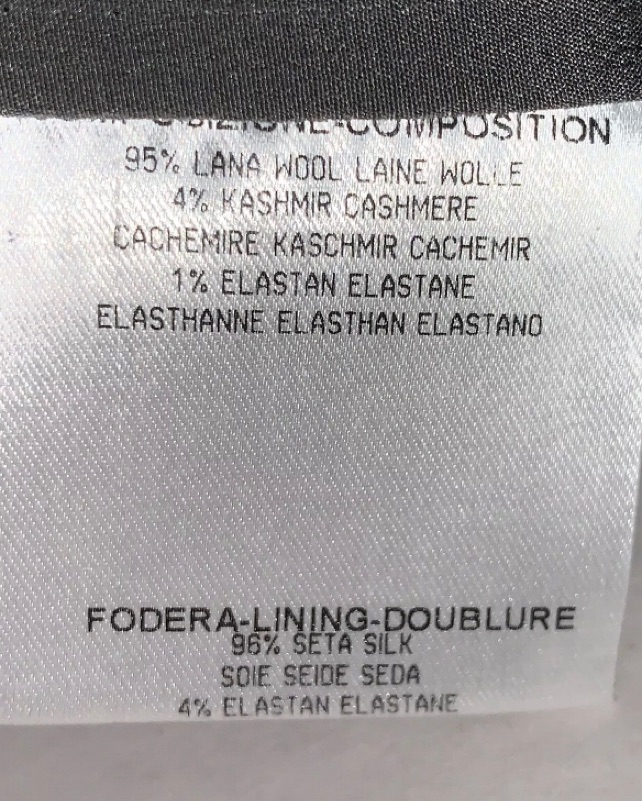 COMPOSITION
95% LANA WOOL LAINE WOLLE
4% KASHMIR CASHMERE
CACHEMIRE KASCHMIR CACHEMIR
1% ELASTAN ELASTANE
ELASTHANNE ELASTHAN ELASTANO
FODERA-LINING-DOUBLURE
96% SETA SILK
SOIE SEIDE SEDA
4% ELASTAN ELASTANE